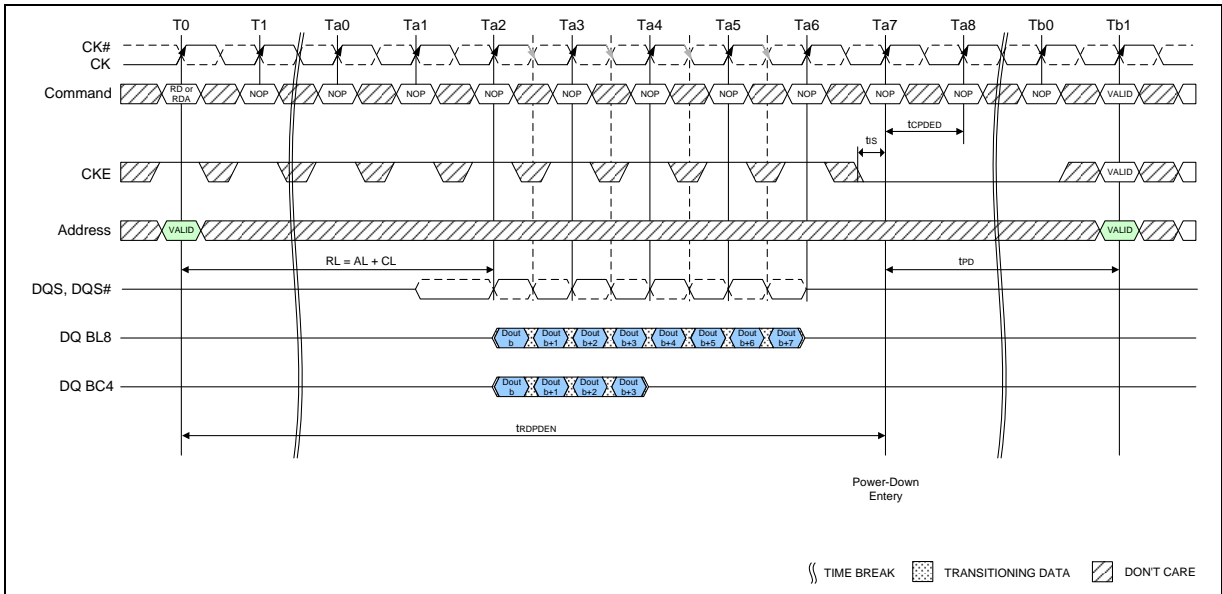 T0 T1 Ta0 Ta1 Ta2 Ta3 Ta4 Ta5 Ta6 Ta7 Ta8 Tb0 Tb1
CK#
CK
Command RD or RDA NOP NOP NOP NOP NOP NOP NOP NOP NOP NOP NOP VALID
tCPDED
tIS
CKE VALID
Address VALID VALID
RL = AL + CL tPD
DQS, DQS#
DQ BL8 Dout b Dout b+1 Dout b+2 Dout b+3 Dout b+4 Dout b+5 Dout b+6 Dout b+7
DQ BC4 Dout b Dout b+1 Dout b+2 Dout b+3
tRDPDEN
Power-Down
Entery
TIME BREAK TRANSITIONING DATA DON'T CARE